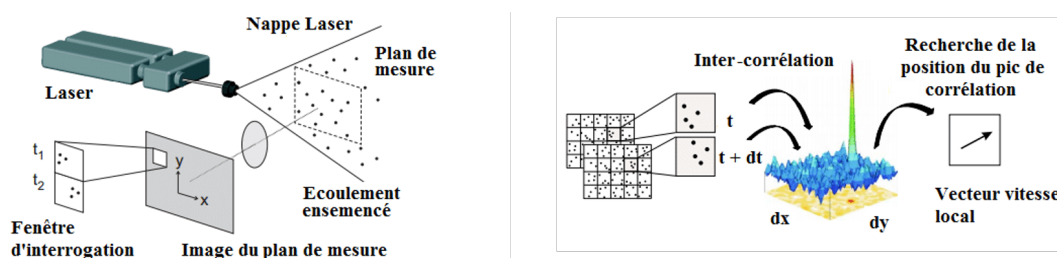 Nappe Laser
Plan de
mesure
Laser
t1
t2
y
x
Ecoulement
ensemencé
Fenêtre
d'interrogation
Image du plan de mesure
Inter-corrélation
Recherche de la
position du pic de
corrélation
t
t + dt
dx
dy
Vecteur vitesse
local